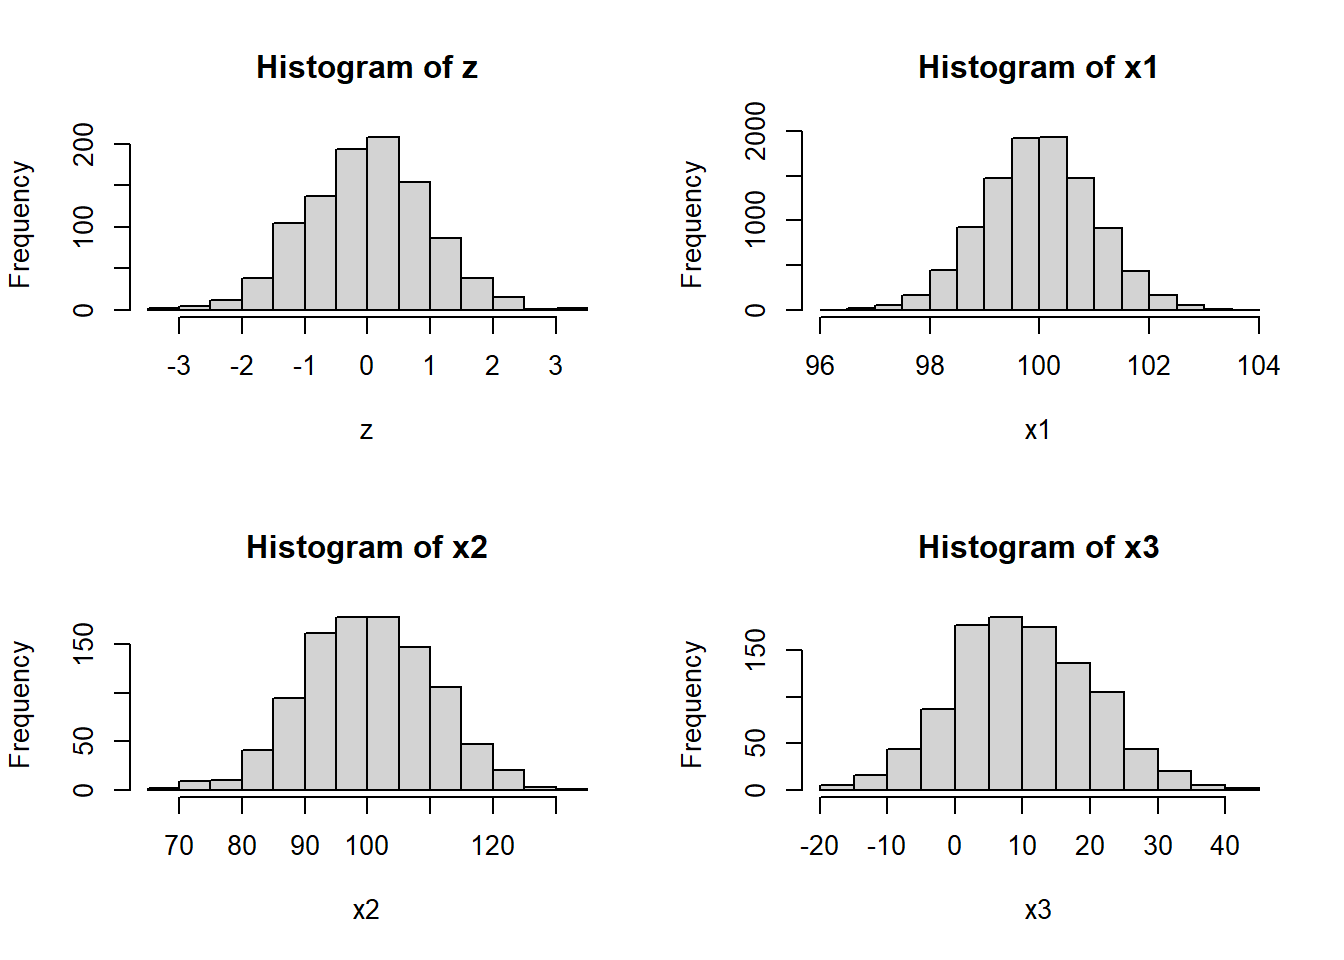 Histogram of z
Frequency
0 100 200
-3 -2 -1 0 1 2 3
z
Histogram of x1
Frequency
0 1000 2000
96 98 100 102 104
x1
Histogram of x2
Frequency
0 50 150
70 80 90 100 120
x2
Histogram of x3
Frequency
0 50 150
-20 -10 0 10 20 30 40
x3